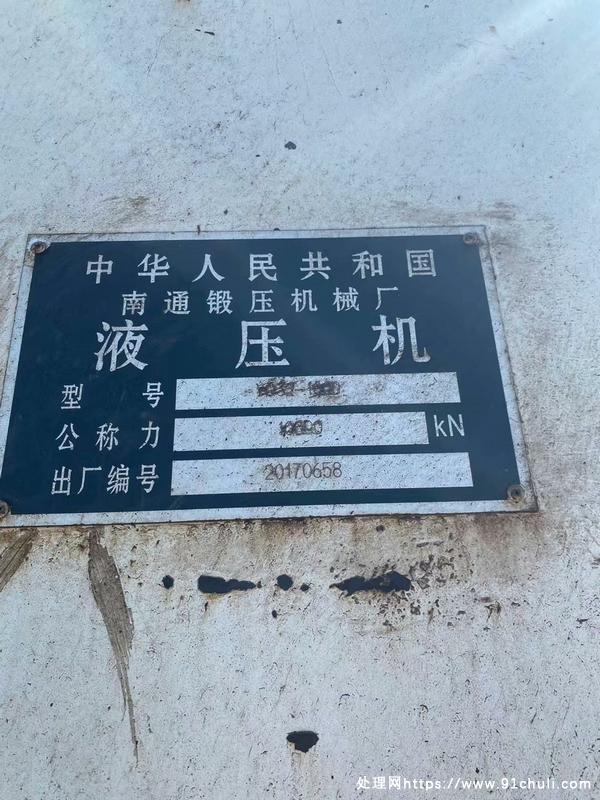 中华人民共和国
南通锻压机械厂
液压机
型号
公称力 kN
出厂编号 20170658
处理网https://www.91chuli.com